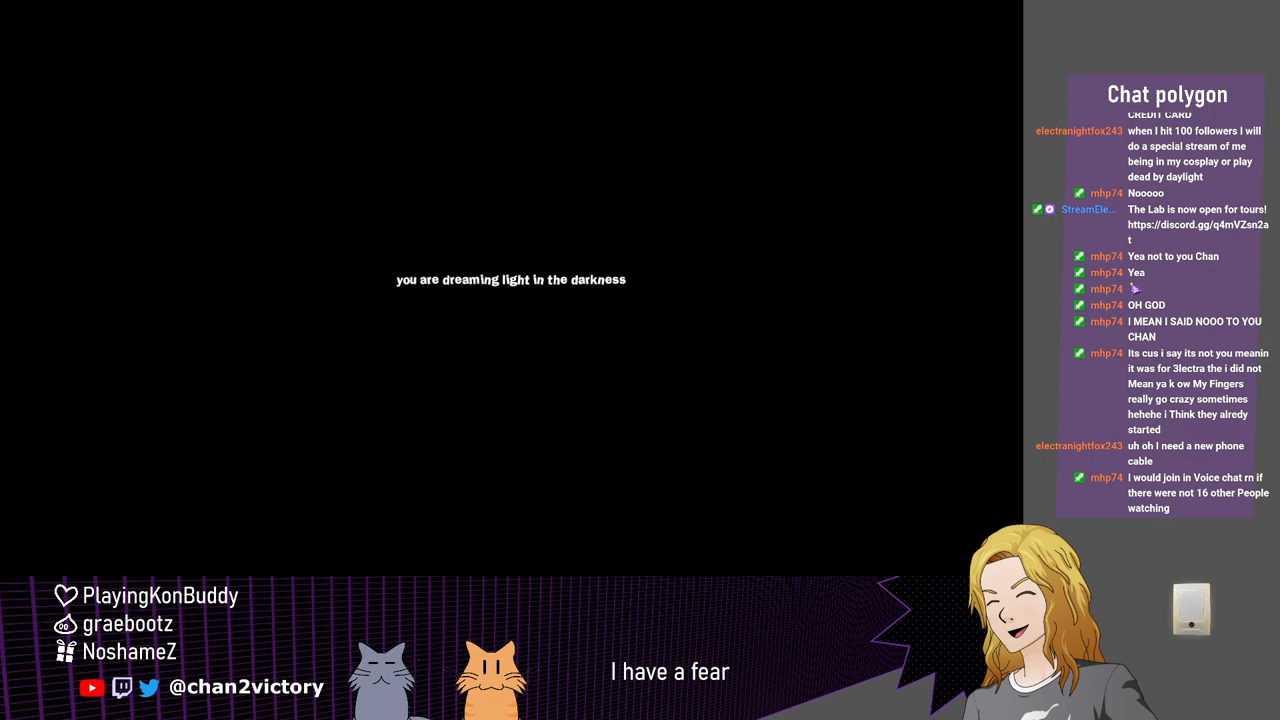 you are dreaming light in the darkness
Chat polygon
CREDIT CARD
electranightfox243 when I hit 100 followers I will
do a special stream of me
being in my cosplay or play
dead by daylight
mhp74 Nooooo
StreamEle... The Lab is now open for tours!
https://discord.gg/q4mVZsn2a
t
mhp74 Yea not to you Chan
mhp74 Yea
mhp74
mhp74 OH GOD
mhp74 I MEAN I SAID NOOO TO YOU
CHAN
mhp74 Its cus i say its not you meanin
it was for 3lectra the i did not
Mean ya k ow My Fingers
really go crazy sometimes
hehehe i Think they alredy
started
electranightfox243 uh oh I need a new phone
cable
mhp74 I would join in Voice chat rn if
there were not 16 other People
watching
PlayingKonBuddy
graebootz
NoshameZ
@chan2victory
I have a fear